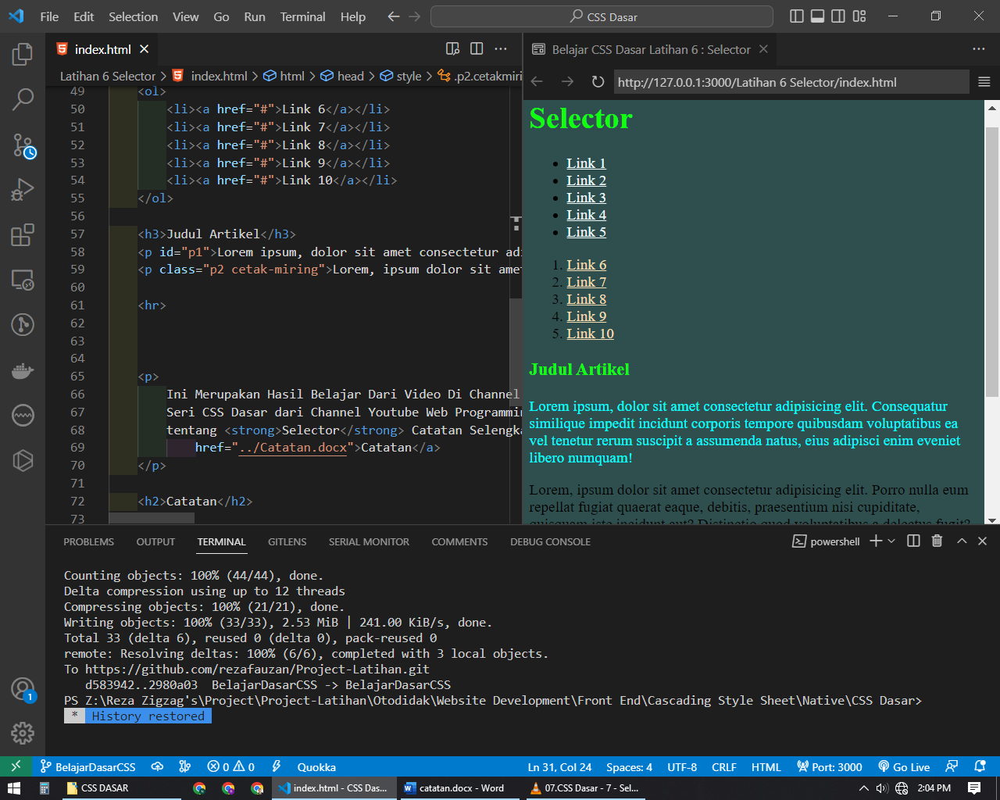 File Edit Selection View Go Run Terminal Help
CSS Dasar
index.html
Latihan 6 Selector > index.html > html > head > style > .p2.cetakmiri
49 <ol>
50 <li><a href="#">Link 6</a></li>
51 <li><a href="#">Link 7</a></li>
52 <li><a href="#">Link 8</a></li>
53 <li><a href="#">Link 9</a></li>
54 <li><a href="#">Link 10</a></li>
55 </ol>
56
57 <h3>Judul Artikel</h3>
58 <p id="p1">Lorem ipsum, dolor sit amet consectetur adi
59 <p class="p2 cetak-miring">Lorem, ipsum dolor sit ame
60
61 <hr>
62
63
64
65 <p>
66 Ini Merupakan Hasil Belajar Dari Video Di Channel
67 Seri CSS Dasar dari Channel Youtube Web Programmin
68 tentang <strong>Selector</strong> Catatan Selengka
69 href="../Catatan.docx">Catatan</a>
70 </p>
71
72 <h2>Catatan</h2>
73
Belajar CSS Dasar Latihan 6 : Selector
http://127.0.0.1:3000/Latihan 6 Selector/index.html
Selector
• Link 1
• Link 2
• Link 3
• Link 4
• Link 5
1. Link 6
2. Link 7
3. Link 8
4. Link 9
5. Link 10
Judul Artikel
Lorem ipsum, dolor sit amet consectetur adipisicing elit. Consequatur
similique impedit incidunt corporis tempore quibusdam voluptatibus ea
vel tenetur rerum suscipit a assumenda natus, eius adipisci enim eveniet
libero numquam!
Lorem, ipsum dolor sit amet consectetur adipisicing elit. Porro nulla eum
repellat fugiat quaerat eaque, debitis, praesentium nisi cupiditate,
quisquam iste incidunt aut? Distinctio quod voluptatibus a delectus fugit?
PROBLEMS OUTPUT TERMINAL GITLENS SERIAL MONITOR COMMENTS DEBUG CONSOLE
powershell
Counting objects: 100% (44/44), done.
Delta compression using up to 12 threads
Compressing objects: 100% (21/21), done.
Writing objects: 100% (33/33), 2.53 MiB | 241.00 KiB/s, done.
Total 33 (delta 6), reused 0 (delta 0), pack-reused 0
remote: Resolving deltas: 100% (6/6), completed with 3 local objects.
To https://github.com/rezafauzan/Project-Latihan.git
d583942..2980a03 BelajarDasarCSS -> BelajarDasarCSS
PS Z:\Reza Zigzag's\Project\Project-Latihan\Otodidak\Website Development\Front End\Cascading Style Sheet\Native\CSS Dasar>
* History restored
1
BelajarDasarCSS 0 0 Quokka Ln 31, Col 24 Spaces: 4 UTF-8 CRLF HTML Port: 3000 Go Live
CSS DASAR index.html - CSS Das... catatan.docx - Word 07.CSS Dasar - 7 - Sel... 2:04 PM